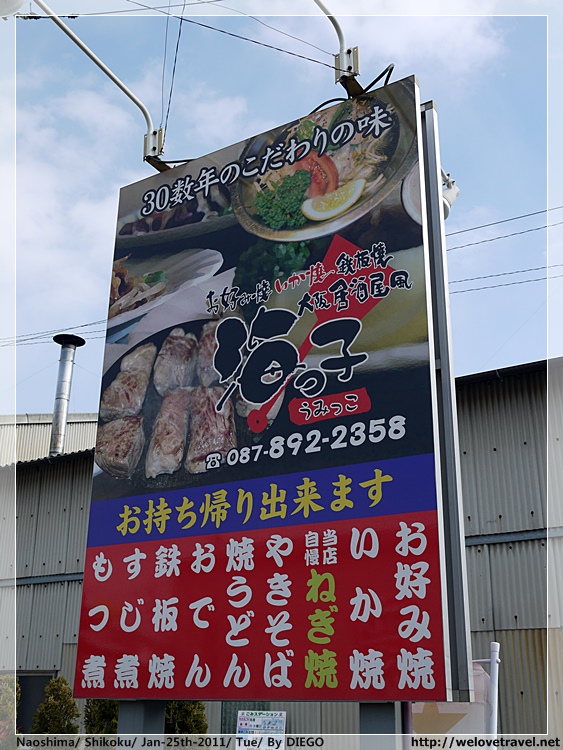 30数年のこだわりの味
お好み焼 いか焼 鉄板焼
大阪居酒屋風
海っ子
うみっこ
☎087-892-2358
お持ち帰り出来ます
お好み焼
いか焼
当店自慢 ねぎ焼
やきそば
焼うどん
おでん
鉄板焼
すじ煮
もつ煮
Naoshima/ Shikoku/ Jan-25th-2011/ Tue/ By DIEGO
http://welovetravel.net